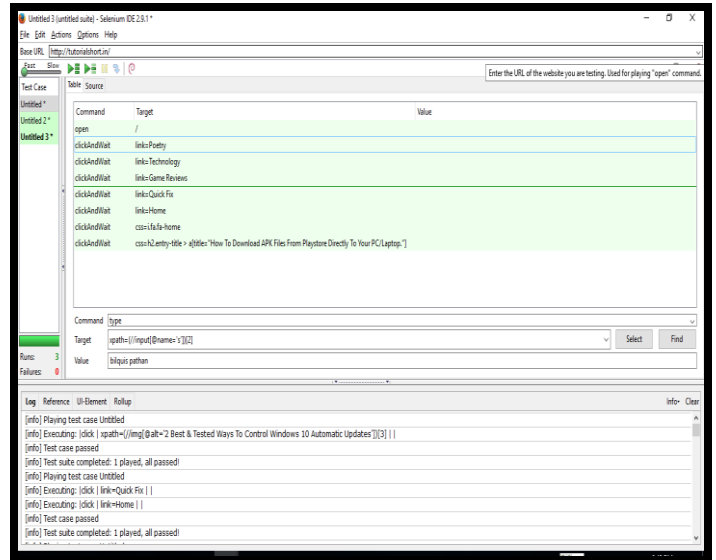 Untitled 3 (untitled suite) - Selenium IDE 2.9.1 *
File Edit Actions Options Help
Base URL http://tutorialshort.in/
Fast Slow
Enter the URL of the website you are testing. Used for playing "open" command.
Test Case
Table Source
Untitled *
Untitled 2 *
Untitled 3 *
Command Target Value
open /
clickAndWait link=Poetry
clickAndWait link=Technology
clickAndWait link=Game Reviews
clickAndWait link=Quick Fix
clickAndWait link=Home
clickAndWait css=i.fa.fa-home
clickAndWait css=h2.entry-title > a[title="How To Download APK Files From Playstore Directly To Your PC/Laptop."]
Command type
Target xpath=(//input[@name='s'])[2] Select Find
Value bilquis pathan
Runs: 3
Failures: 0
Log Reference UI-Element Rollup Info Clear
[info] Playing test case Untitled
[info] Executing: |click | xpath=(//img[@alt='2 Best & Tested Ways To Control Windows 10 Automatic Updates'])[3] | |
[info] Test case passed
[info] Test suite completed: 1 played, all passed!
[info] Playing test case Untitled
[info] Executing: |click | link=Quick Fix | |
[info] Executing: |click | link=Home | |
[info] Test case passed
[info] Test suite completed: 1 played, all passed!